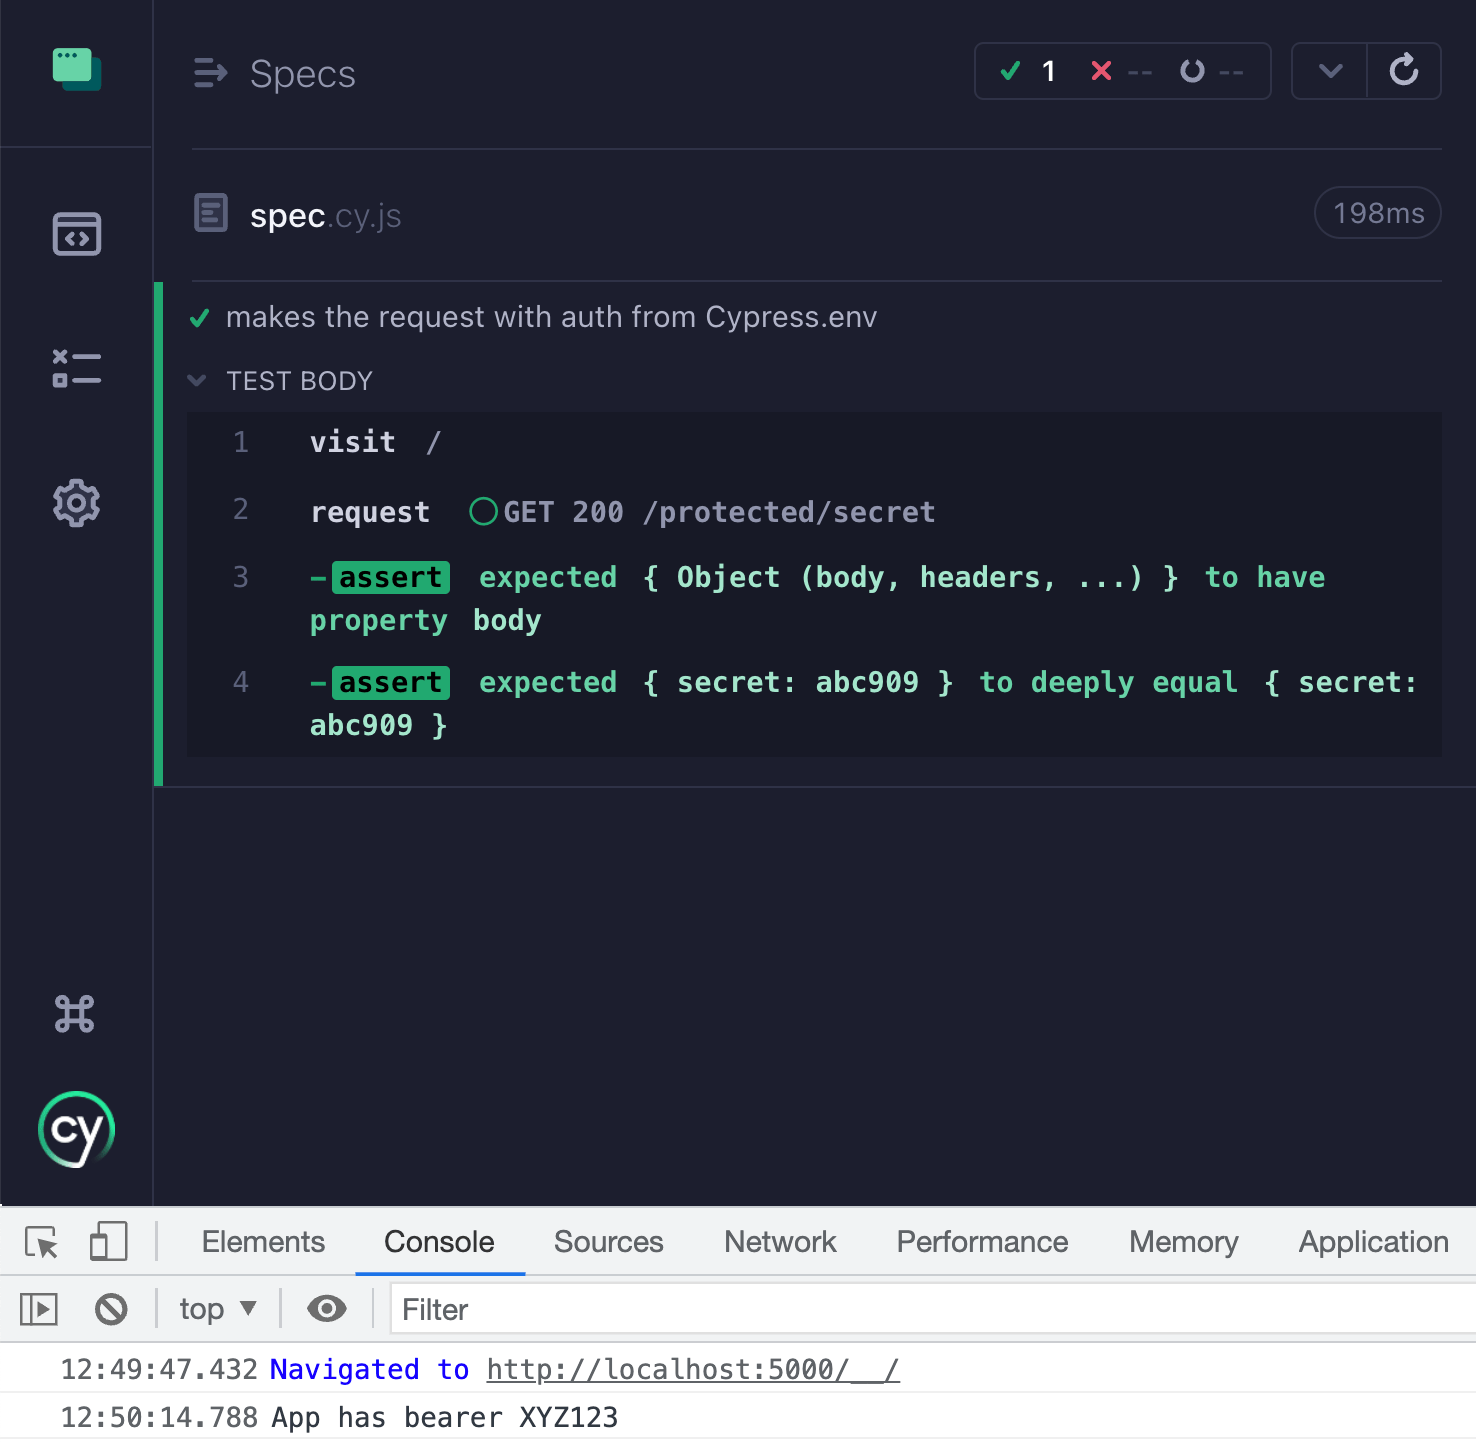 Specs
1 -- --
spec.cy.js
198ms
makes the request with auth from Cypress.env
TEST BODY
1 visit /
2 request GET 200 /protected/secret
3 -assert expected { Object (body, headers, ...) } to have
property body
4 -assert expected { secret: abc909 } to deeply equal { secret:
abc909 }
cy
Elements Console Sources Network Performance Memory Application
top Filter
12:49:47.432 Navigated to http://localhost:5000/__/
12:50:14.788 App has bearer XYZ123